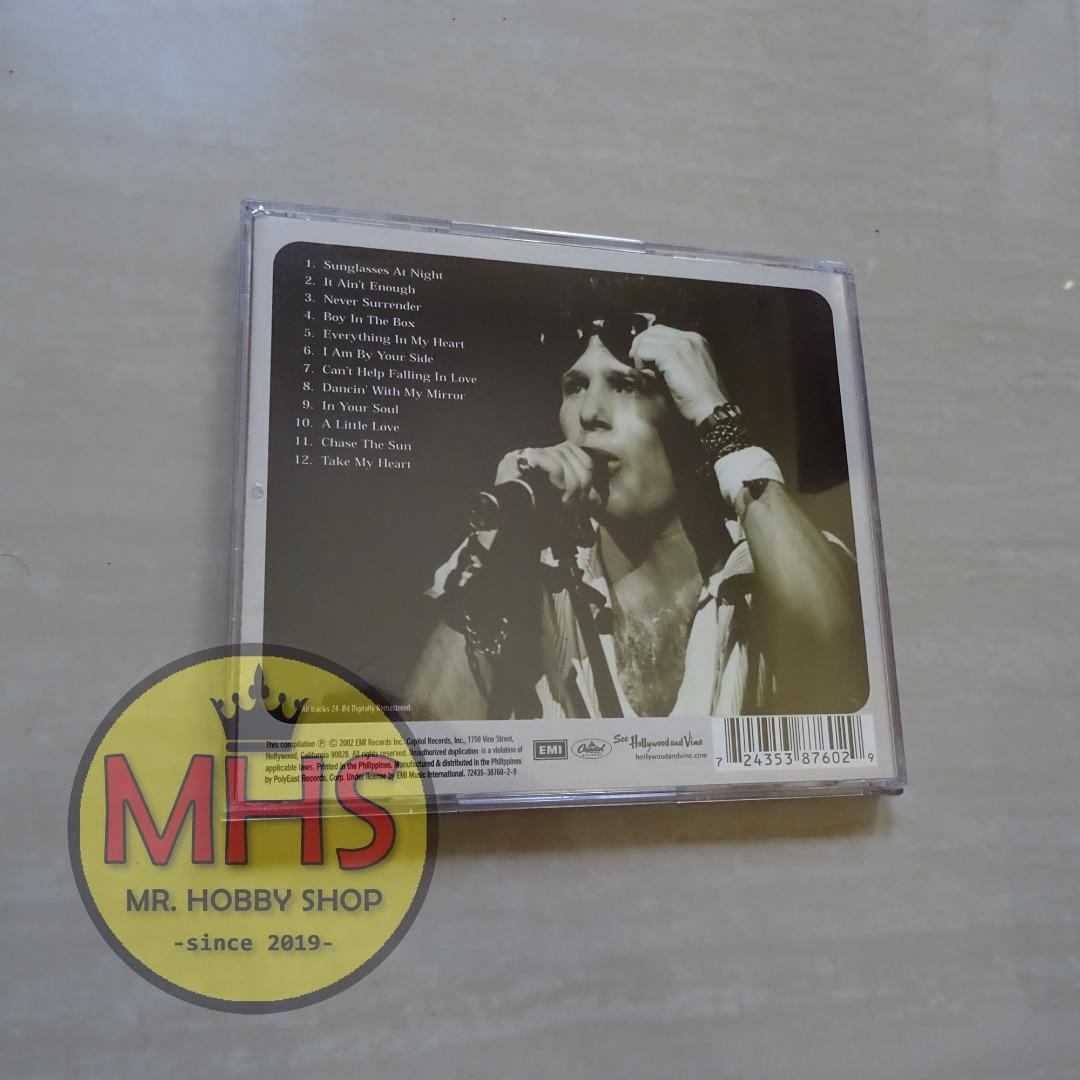 1. Sunglasses At Night
2. It Ain't Enough
3. Never Surrender
4. Boy In The Box
5. Everything In My Heart
6. I Am By Your Side
7. Can't Help Falling In Love
8. Dancin' With My Mirror
9. In Your Soul
10. A Little Love
11. Chase The Sun
12. Take My Heart
All tracks 24-Bit Digitally Remastered
This compilation ℗ © 2002 EMI Records Inc. Capitol Records, Inc., 1750 Vine Street,
Hollywood, California 90028. All rights reserved. Unauthorized duplication is a violation of
applicable laws. Printed in the Philippines. Manufactured & distributed in the Philippines
by PolyEast Records, Corp. Under license by EMI Music International. 72435-38760-2-9
EMI
Capitol
RECORDS
See Hollywood and Vine
hollywoodandvine.com
7 24353 87602 9
MHS
MR. HOBBY SHOP
-since 2019-